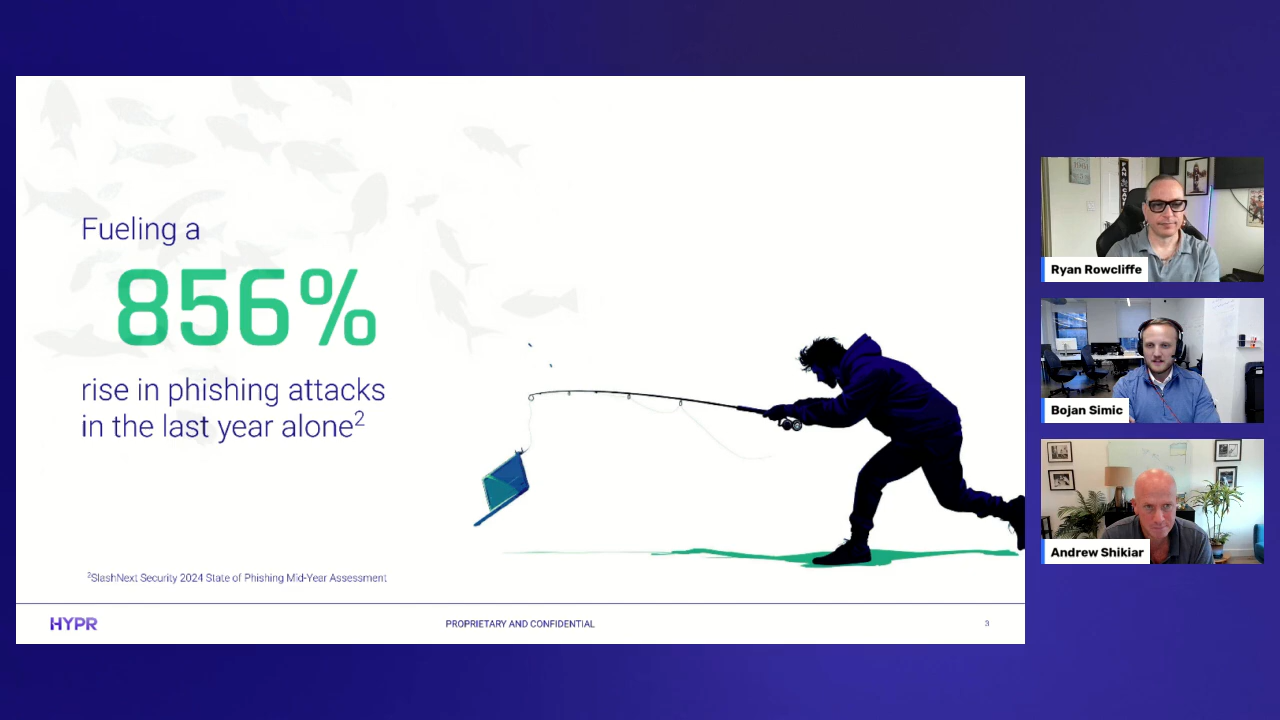 Fueling a
856%
rise in phishing attacks
in the last year alone2
2SlashNext Security 2024 State of Phishing Mid-Year Assessment
HYPR
PROPRIETARY AND CONFIDENTIAL
3
Ryan Rowcliffe
Bojan Simic
Andrew Shikiar